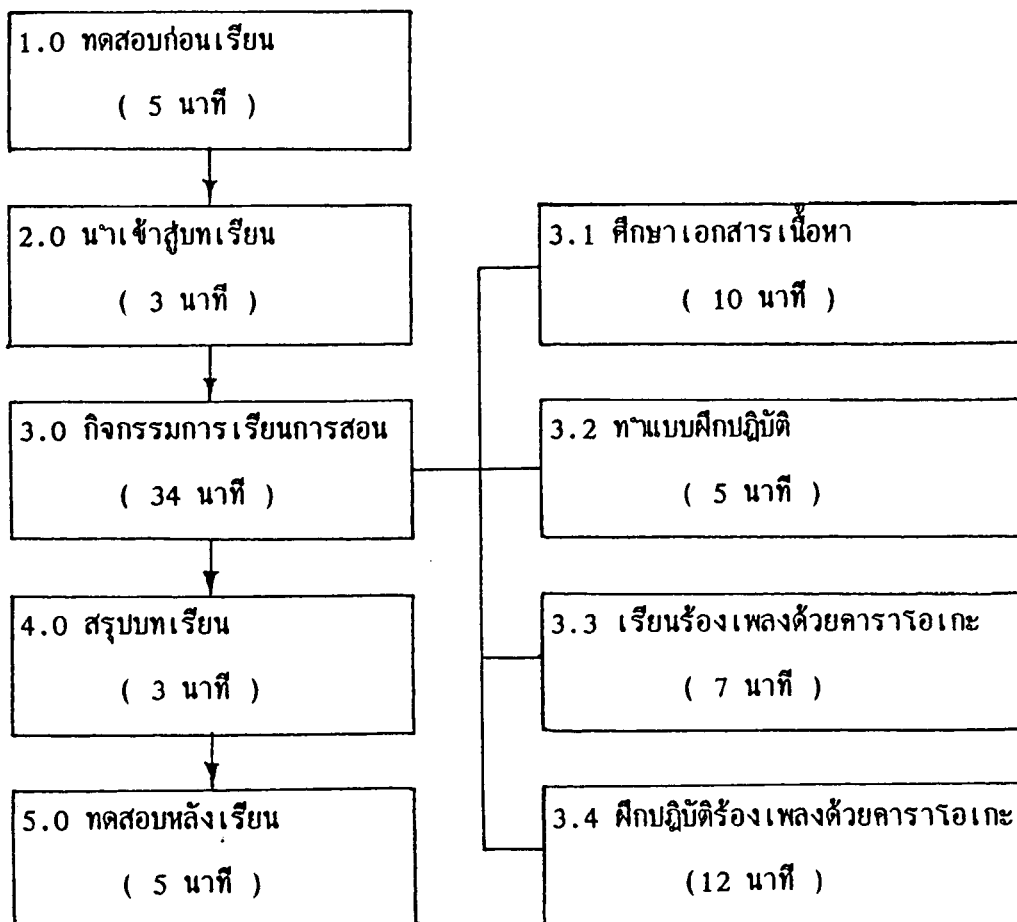 1.0 ทดสอบก่อนเรียน
( 5 นาที )
2.0 นำเข้าสู่บทเรียน
( 3 นาที )
3.0 กิจกรรมการเรียนการสอน
( 34 นาที )
4.0 สรุปบทเรียน
( 3 นาที )
5.0 ทดสอบหลังเรียน
( 5 นาที )
3.1 ศึกษาเอกสารเนื้อหา
( 10 นาที )
3.2 ทำแบบฝึกปฏิบัติ
( 5 นาที )
3.3 เรียนร้องเพลงด้วยคาราโอเกะ
( 7 นาที )
3.4 ฝึกปฏิบัติร้องเพลงด้วยคาราโอเกะ
(12 นาที )